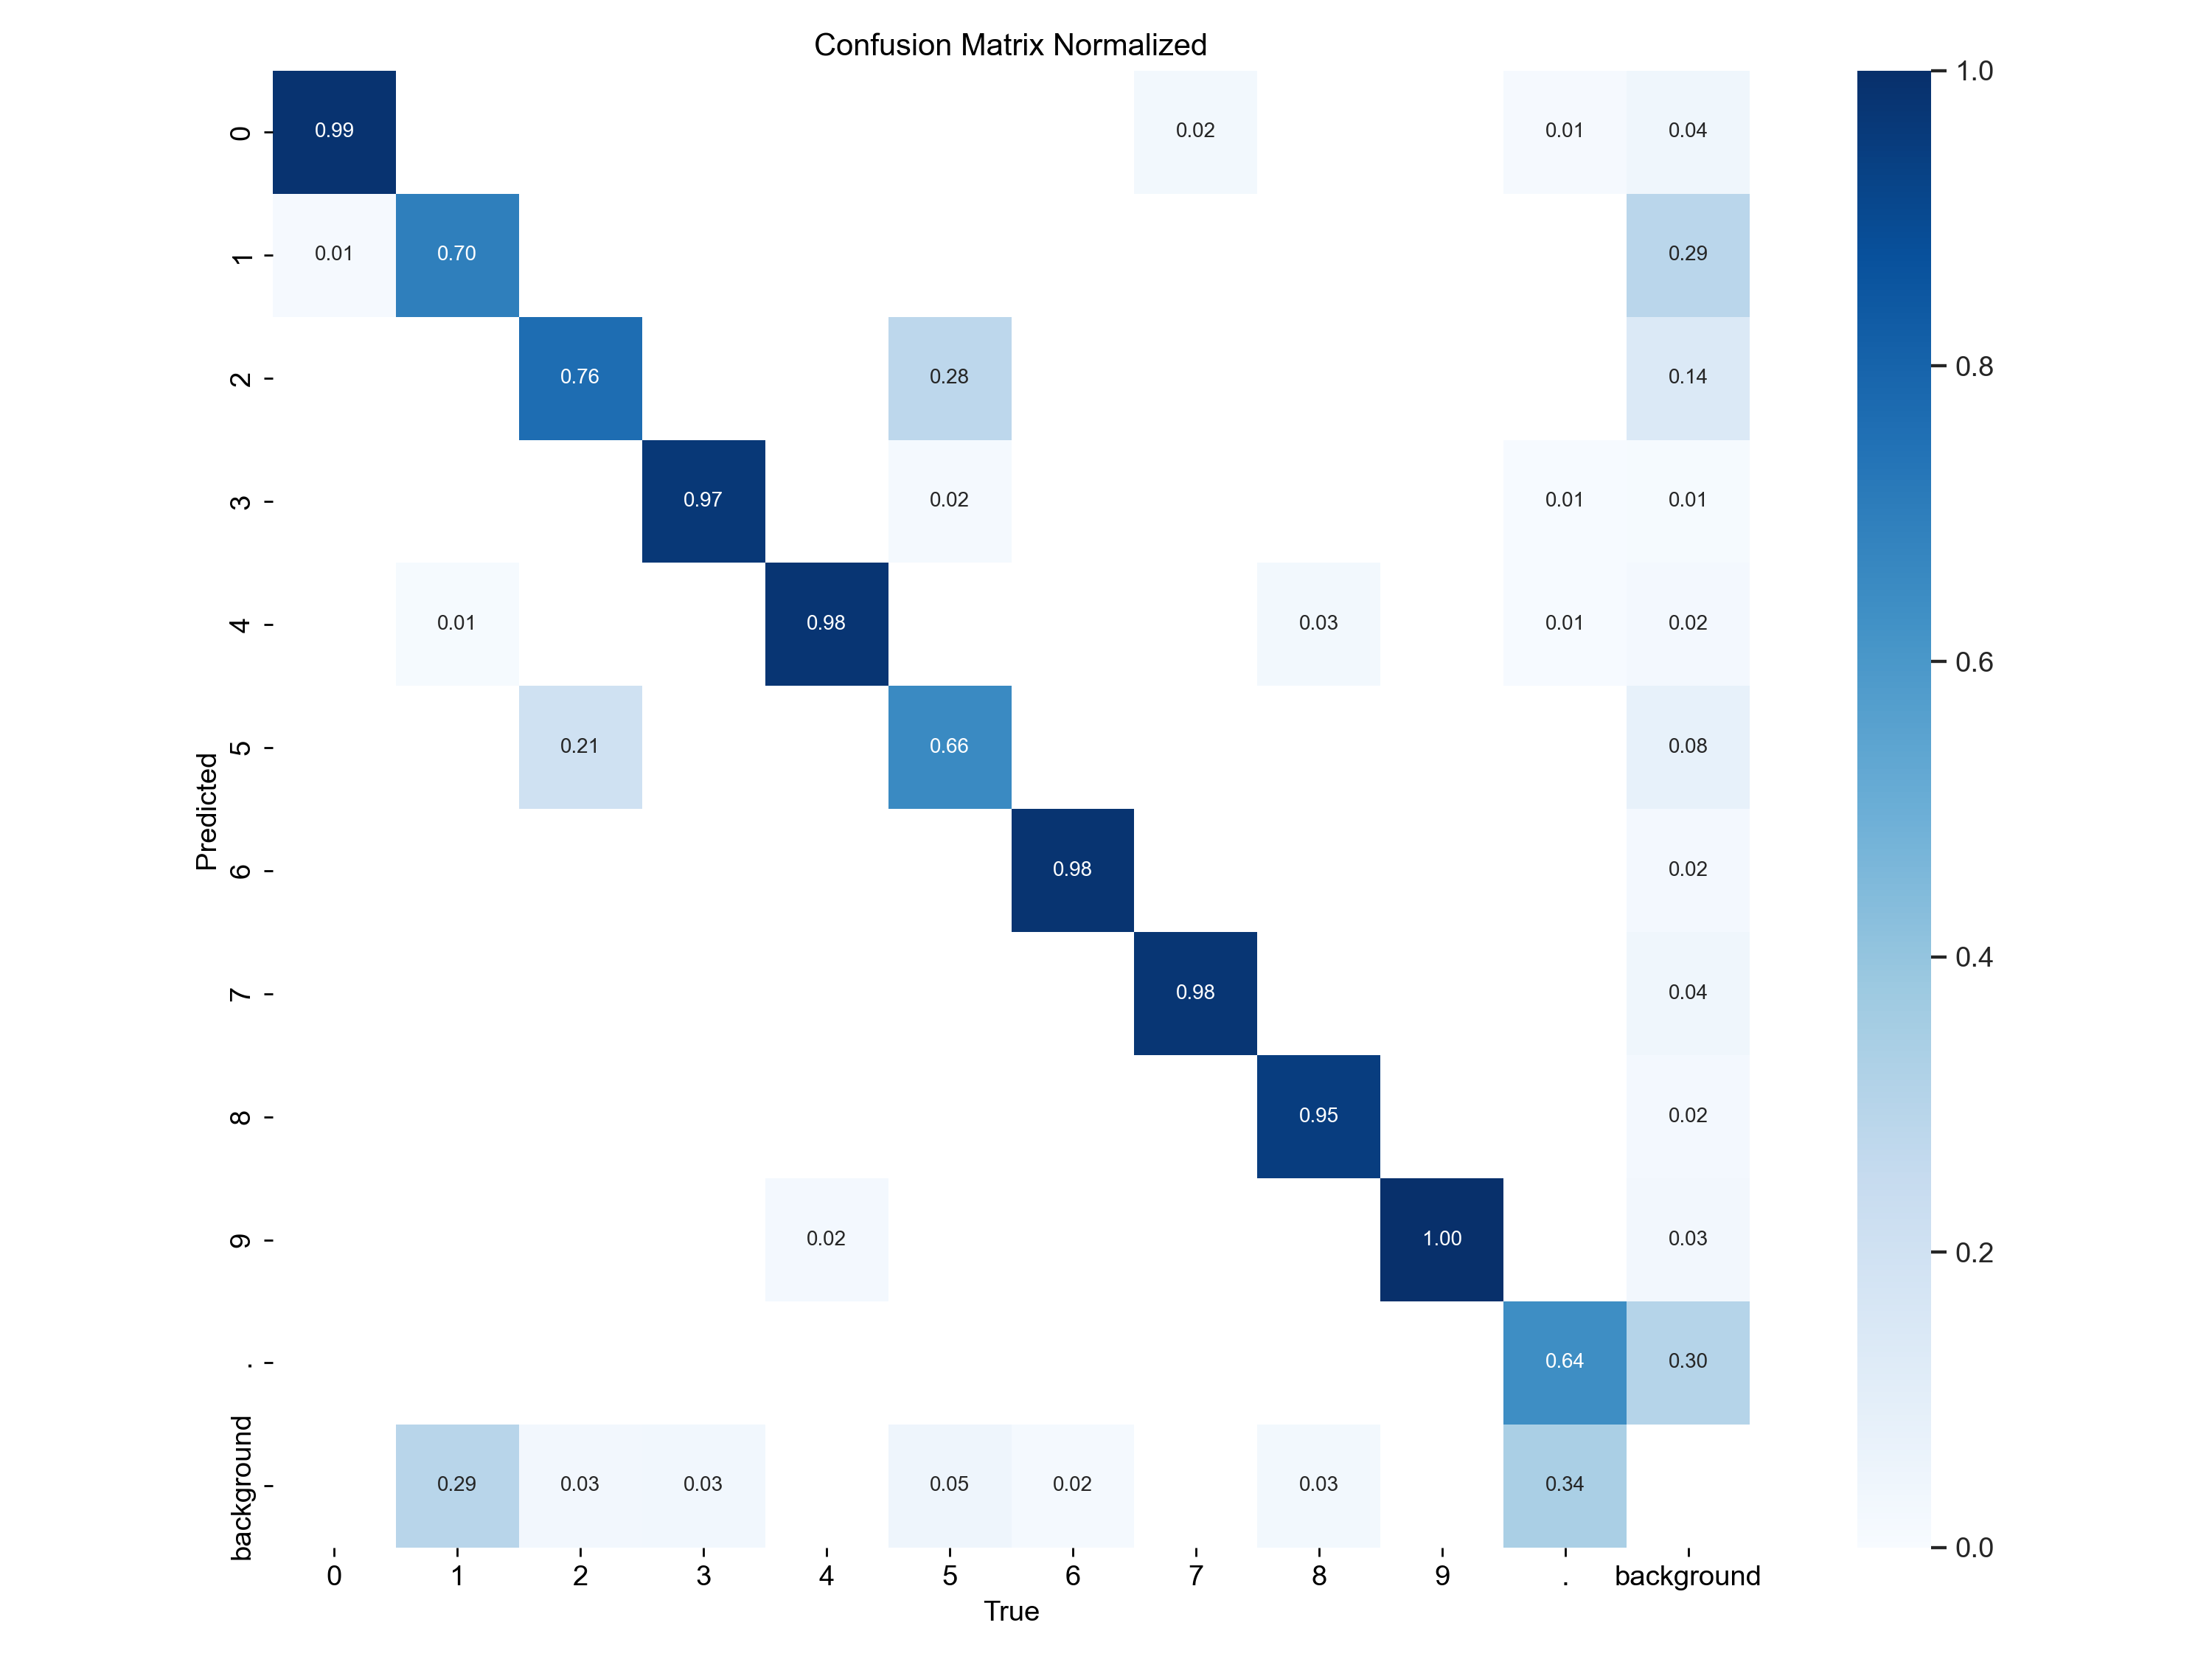 Confusion Matrix Normalized
0 0.99 0.02 0.01 0.04 1.0
1 0.01 0.70 0.29
2 0.76 0.28 0.14 0.8
3 0.97 0.02 0.01 0.01
4 0.01 0.98 0.03 0.01 0.02 0.6
5 0.21 0.66 0.08
Predicted
6 0.98 0.02
7 0.98 0.04 0.4
8 0.95 0.02
9 0.02 1.00 0.03 0.2
. 0.64 0.30
background 0.29 0.03 0.03 0.05 0.02 0.03 0.34
0.0
0 1 2 3 4 5 6 7 8 9 . background
True